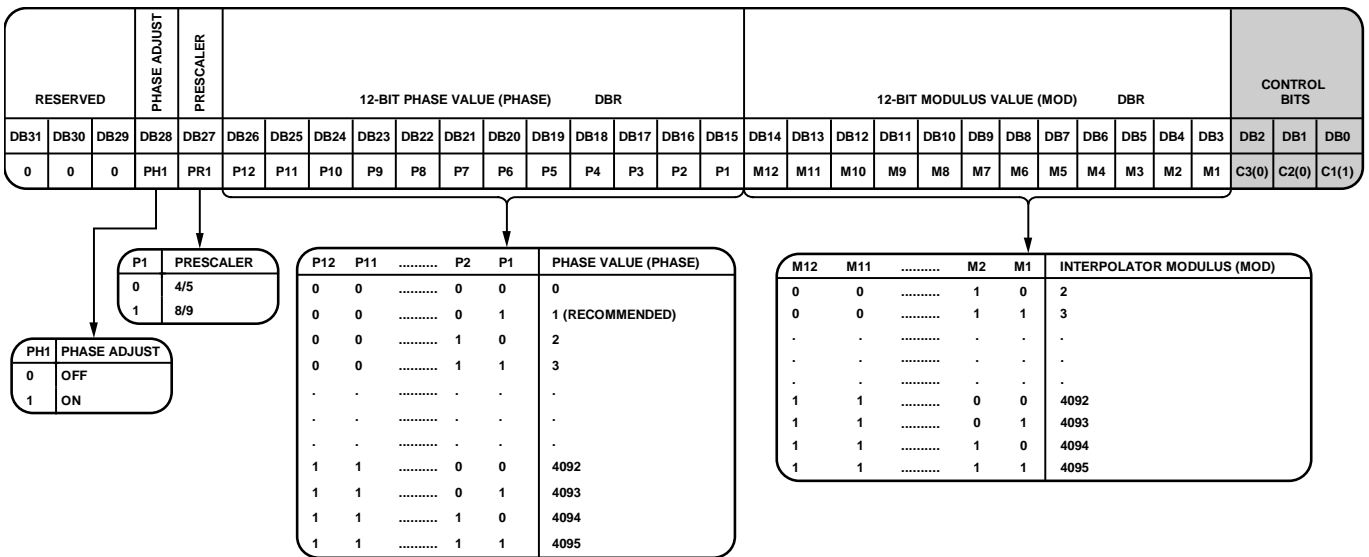 RESERVED PHASE ADJUST PRESCALER 12-BIT PHASE VALUE (PHASE) DBR 12-BIT MODULUS VALUE (MOD) DBR CONTROL BITS
DB31 DB30 DB29 DB28 DB27 DB26 DB25 DB24 DB23 DB22 DB21 DB20 DB19 DB18 DB17 DB16 DB15 DB14 DB13 DB12 DB11 DB10 DB9 DB8 DB7 DB6 DB5 DB4 DB3 DB2 DB1 DB0
0 0 0 PH1 PR1 P12 P11 P10 P9 P8 P7 P6 P5 P4 P3 P2 P1 M12 M11 M10 M9 M8 M7 M6 M5 M4 M3 M2 M1 C3(0) C2(0) C1(1)
PH1 PHASE ADJUST
0 OFF
1 ON
P1 PRESCALER
0 4/5
1 8/9
P12 P11 .......... P2 P1 PHASE VALUE (PHASE)
0 0 .......... 0 0 0
0 0 .......... 0 1 1 (RECOMMENDED)
0 0 .......... 1 0 2
0 0 .......... 1 1 3
. . .......... . . .
. . .......... . . .
. . .......... . . .
1 1 .......... 0 0 4092
1 1 .......... 0 1 4093
1 1 .......... 1 0 4094
1 1 .......... 1 1 4095
M12 M11 .......... M2 M1 INTERPOLATOR MODULUS (MOD)
0 0 .......... 1 0 2
0 0 .......... 1 1 3
. . .......... . . .
. . .......... . . .
. . .......... . . .
1 1 .......... 0 0 4092
1 1 .......... 0 1 4093
1 1 .......... 1 0 4094
1 1 .......... 1 1 4095